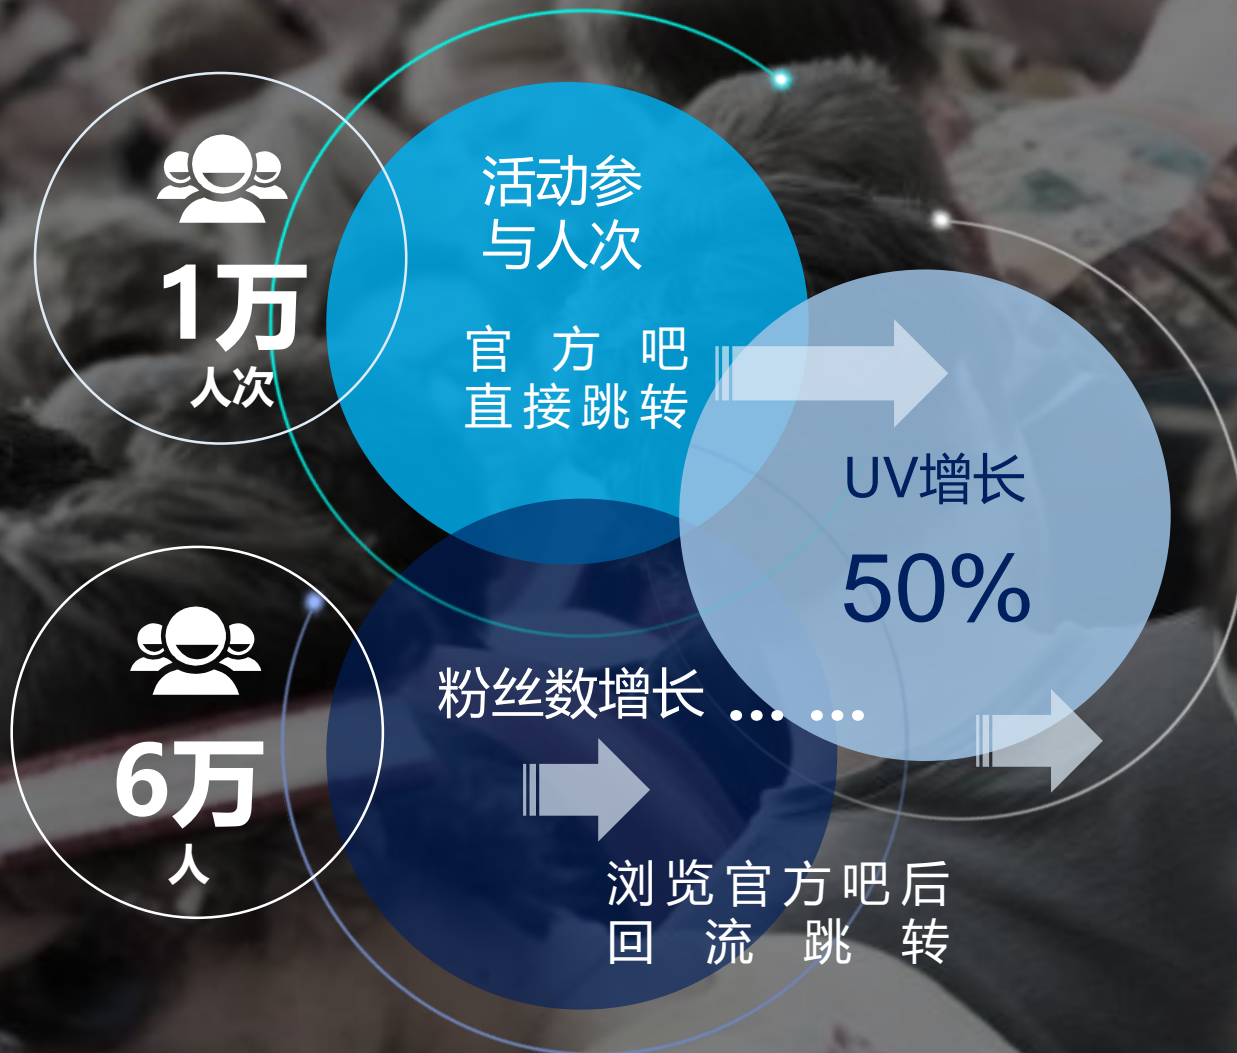 1万
人次
活动参
与人次
官方吧
直接跳转
UV增长
50%
6万
人
粉丝数增长 ... ...
浏览官方吧后
回流跳转